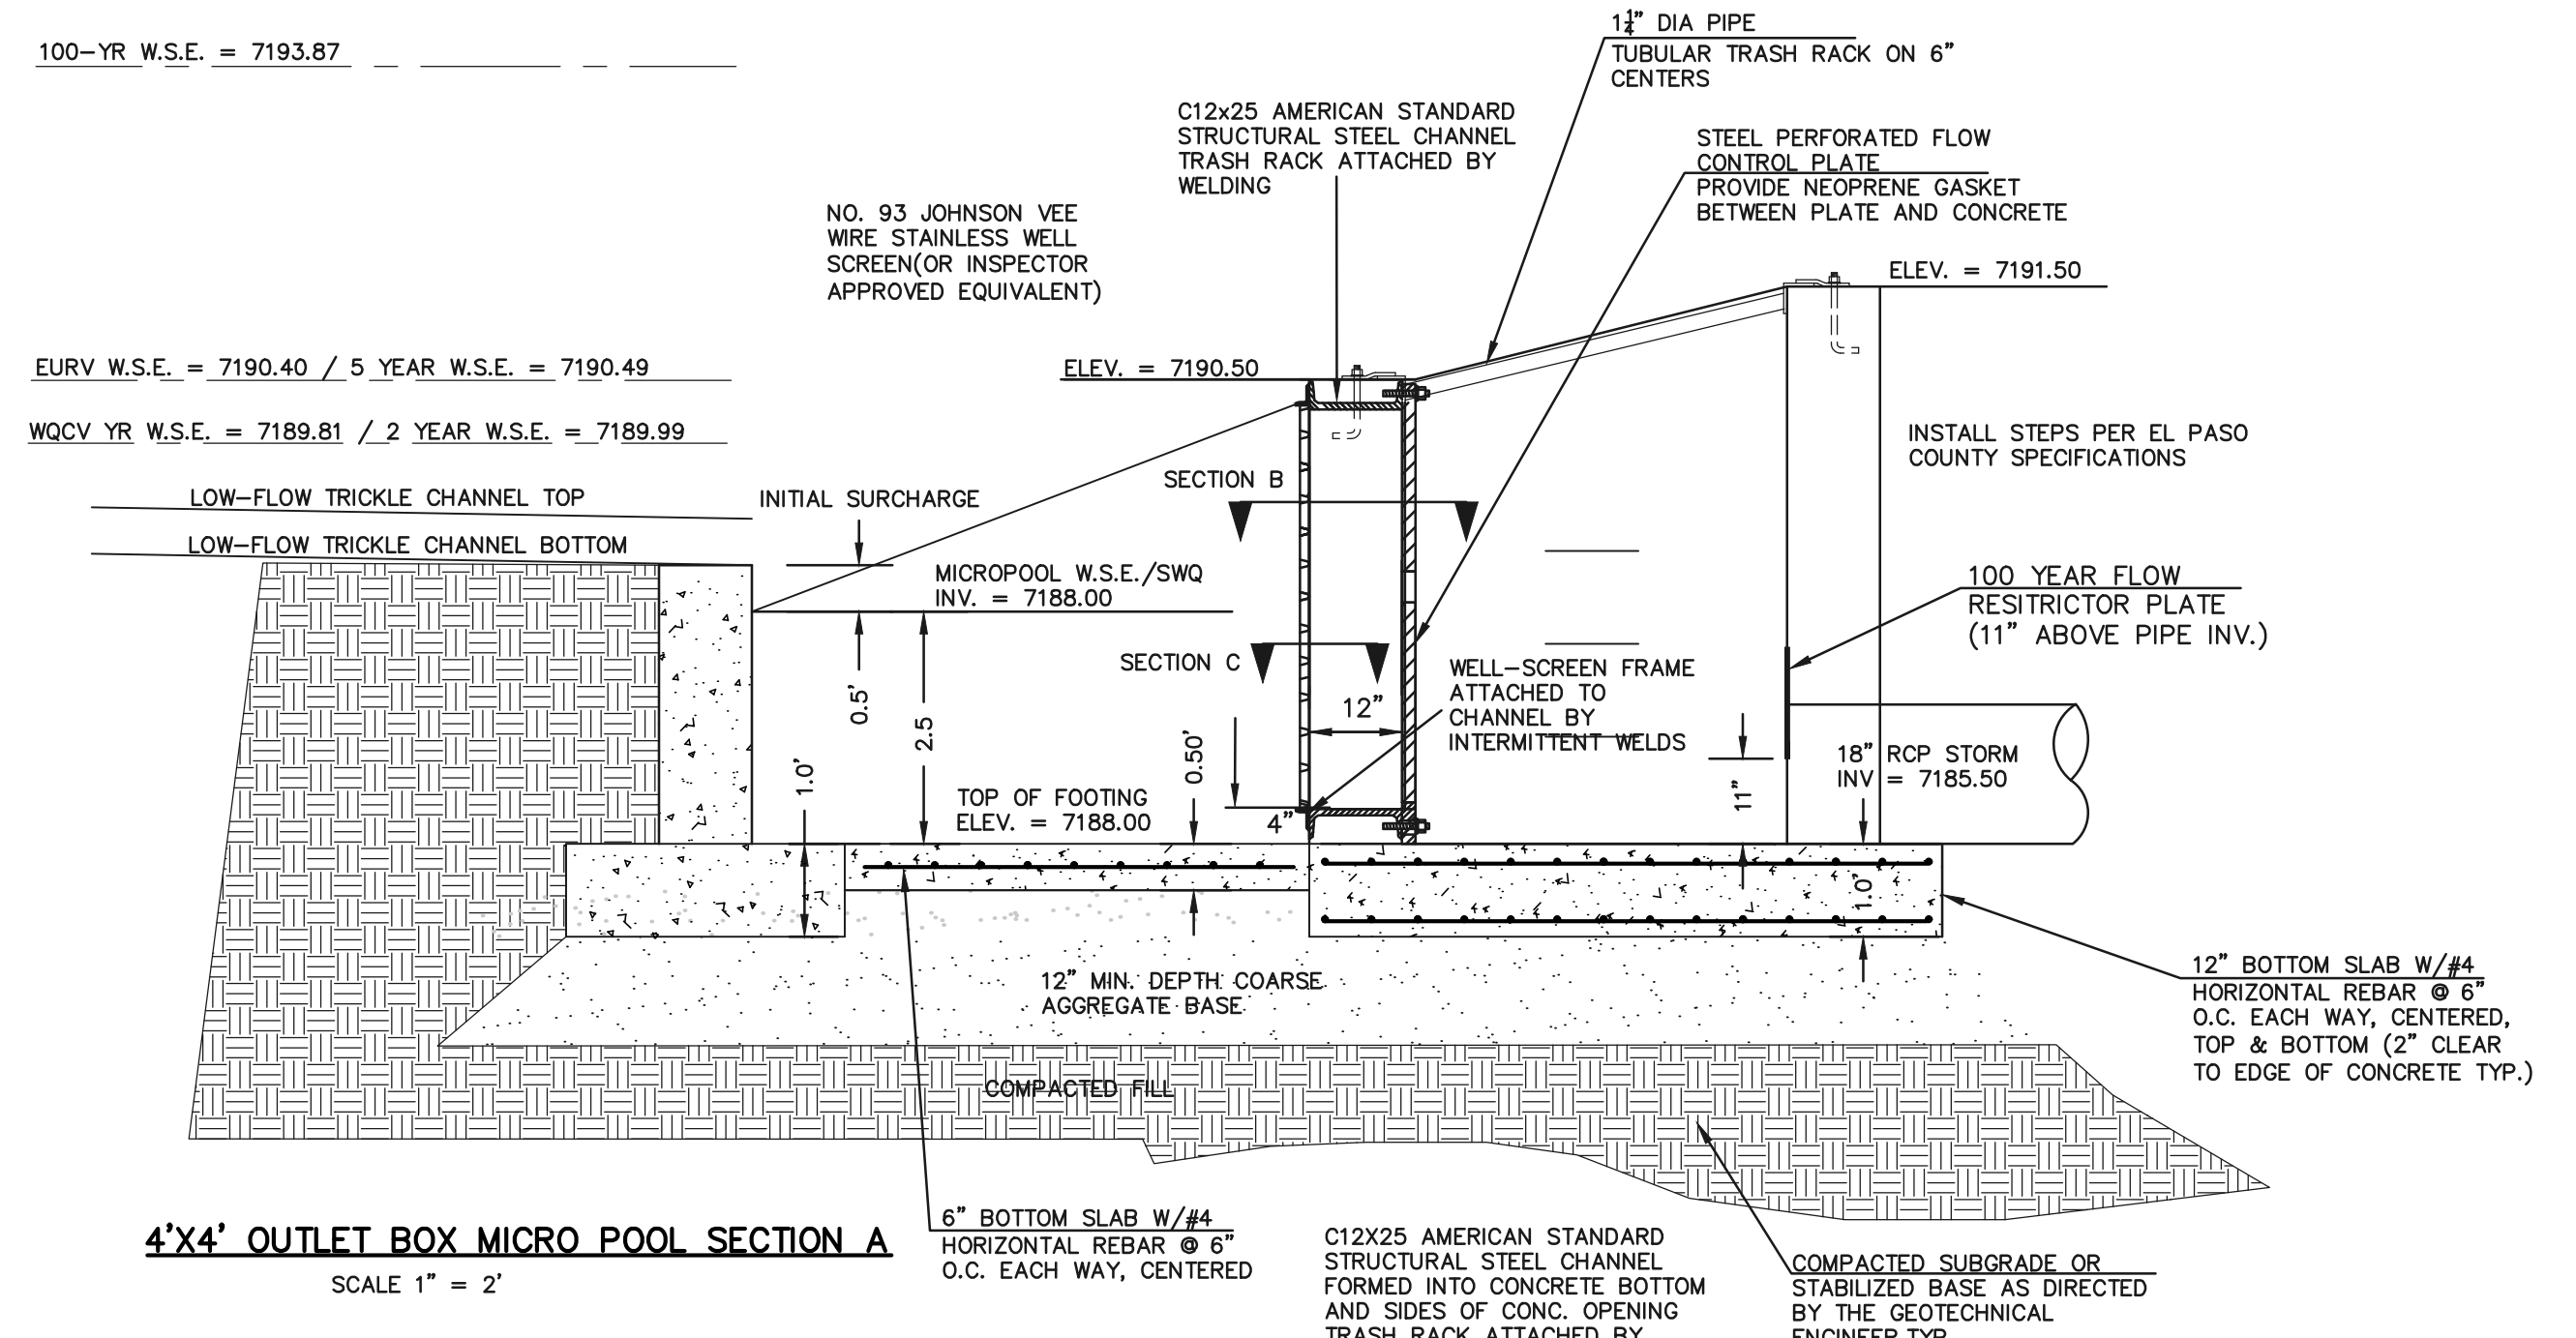 100-YR W.S.E. = 7193.87
1 1/4" DIA PIPE
TUBULAR TRASH RACK ON 6"
CENTERS
C12x25 AMERICAN STANDARD
STRUCTURAL STEEL CHANNEL
TRASH RACK ATTACHED BY
WELDING
STEEL PERFORATED FLOW
CONTROL PLATE
PROVIDE NEOPRENE GASKET
BETWEEN PLATE AND CONCRETE
NO. 93 JOHNSON VEE
WIRE STAINLESS WELL
SCREEN(OR INSPECTOR
APPROVED EQUIVALENT)
ELEV. = 7191.50
EURV W.S.E. = 7190.40 / 5 YEAR W.S.E. = 7190.49
ELEV. = 7190.50
WQCV YR W.S.E. = 7189.81 / 2 YEAR W.S.E. = 7189.99
INSTALL STEPS PER EL PASO
COUNTY SPECIFICATIONS
SECTION B
LOW-FLOW TRICKLE CHANNEL TOP
INITIAL SURCHARGE
LOW-FLOW TRICKLE CHANNEL BOTTOM
MICROPOOL W.S.E./SWQ
INV. = 7188.00
100 YEAR FLOW
RESITRICTOR PLATE
(11" ABOVE PIPE INV.)
SECTION C
WELL-SCREEN FRAME
ATTACHED TO
CHANNEL BY
INTERMITTENT WELDS
0.5'
2.5
12"
0.50'
1.0'
18" RCP STORM
INV = 7185.50
11"
TOP OF FOOTING
ELEV. = 7188.00
4"
1.0'
12" MIN. DEPTH COARSE
AGGREGATE BASE
12" BOTTOM SLAB W/#4
HORIZONTAL REBAR @ 6"
O.C. EACH WAY, CENTERED,
TOP & BOTTOM (2" CLEAR
TO EDGE OF CONCRETE TYP.)
COMPACTED FILL
4'X4' OUTLET BOX MICRO POOL SECTION A
SCALE 1" = 2'
6" BOTTOM SLAB W/#4
HORIZONTAL REBAR @ 6"
O.C. EACH WAY, CENTERED
C12X25 AMERICAN STANDARD
STRUCTURAL STEEL CHANNEL
FORMED INTO CONCRETE BOTTOM
AND SIDES OF CONC. OPENING
TRASH RACK ATTACHED BY
COMPACTED SUBGRADE OR
STABILIZED BASE AS DIRECTED
BY THE GEOTECHNICAL
ENGINEER TYP